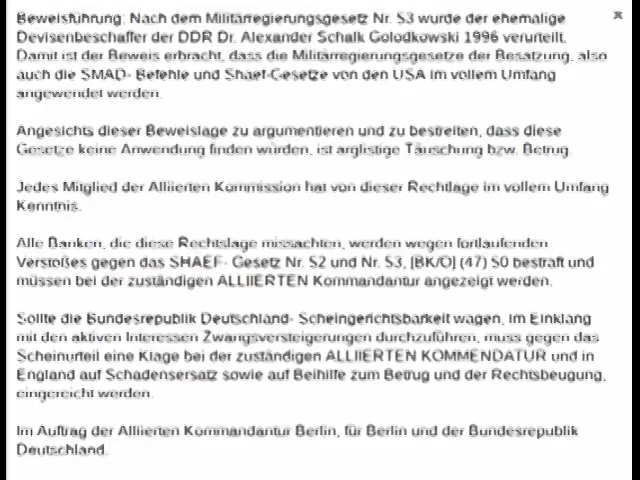 Beweisführung: Nach dem Militärregierungsgesetz Nr. 53 wurde der ehemalige
Devisenbeschaffer der DDR Dr. Alexander Schalk Golodkowski 1996 verurteilt.
Damit ist der Beweis erbracht, dass die Militärregierungsgesetze der Besatzung, also
auch die SMAD- Befehle und Shaef-Gesetze von den USA im vollem Umfang
angewendet werden.
Angesichts dieser Beweislage zu argumentieren und zu bestreiten, dass diese
Gesetze keine Anwendung finden würden, ist arglistige Täuschung bzw. Betrug.
Jedes Mitglied der Alliierten Kommission hat von dieser Rechtlage im vollem Umfang
Kenntnis.
Alle Banken, die diese Rechtslage missachten, werden wegen fortlaufenden
Verstoßes gegen das SHAEF- Gesetz Nr. 52 und Nr. 53, [BK/O] (47) 50 bestraft und
müssen bei der zuständigen ALLIIERTEN Kommandantur angezeigt werden.
Sollte die Bundesrepublik Deutschland- Scheingerichtsbarkeit wagen, im Einklang
mit den aktiven Interessen Zwangsversteigerungen durchzuführen, muss gegen das
Scheinurteil eine Klage bei der zuständigen ALLIIERTEN KOMMENDATUR und in
England auf Schadensersatz sowie auf Beihilfe zum Betrug und der Rechtsbeugung,
eingereicht werden.
Im Auftrag der Alliierten Kommandantur Berlin, für Berlin und der Bundesrepublik
Deutschland.